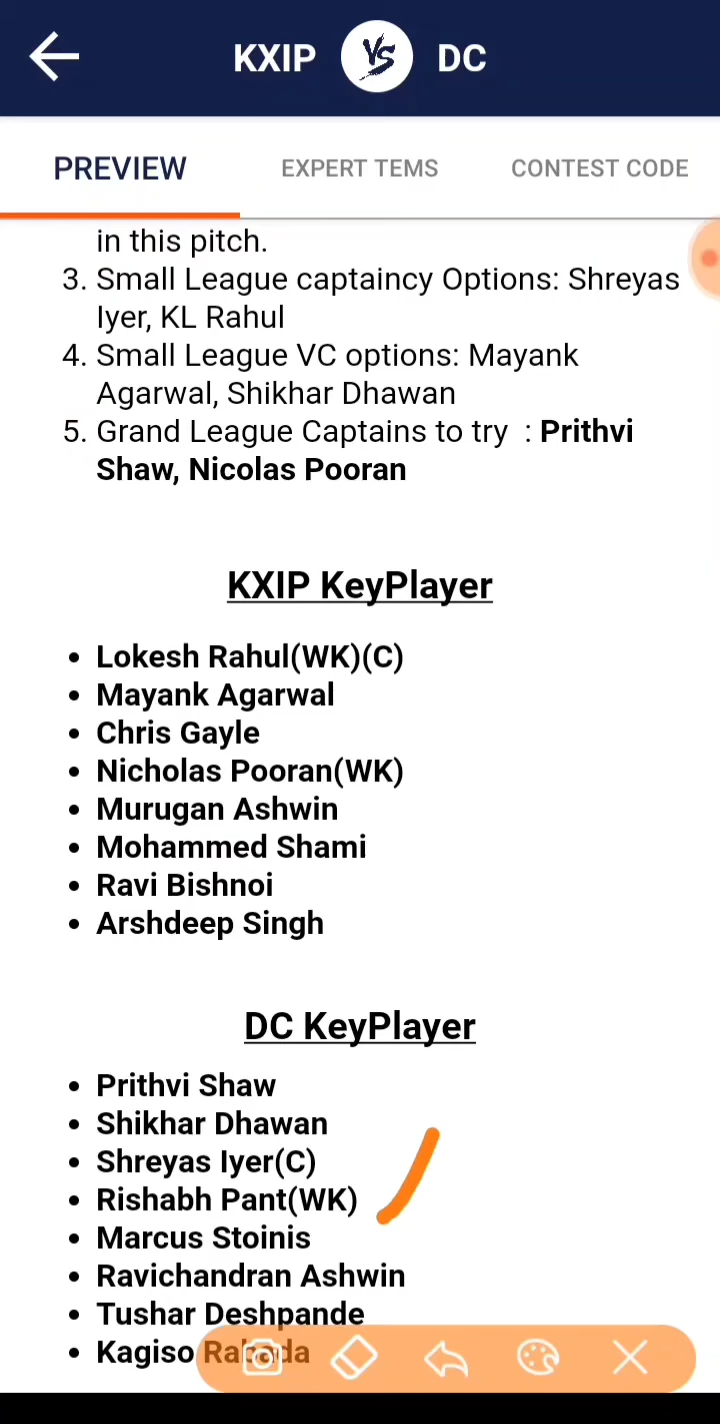 KXIP VS DC
PREVIEW EXPERT TEMS CONTEST CODE
in this pitch.
3. Small League captaincy Options: Shreyas
Iyer, KL Rahul
4. Small League VC options: Mayank
Agarwal, Shikhar Dhawan
5. Grand League Captains to try : Prithvi
Shaw, Nicolas Pooran
KXIP KeyPlayer
• Lokesh Rahul(WK)(C)
• Mayank Agarwal
• Chris Gayle
• Nicholas Pooran(WK)
• Murugan Ashwin
• Mohammed Shami
• Ravi Bishnoi
• Arshdeep Singh
DC KeyPlayer
• Prithvi Shaw
• Shikhar Dhawan
• Shreyas Iyer(C)
• Rishabh Pant(WK)
• Marcus Stoinis
• Ravichandran Ashwin
• Tushar Deshpande
• Kagiso Rabada